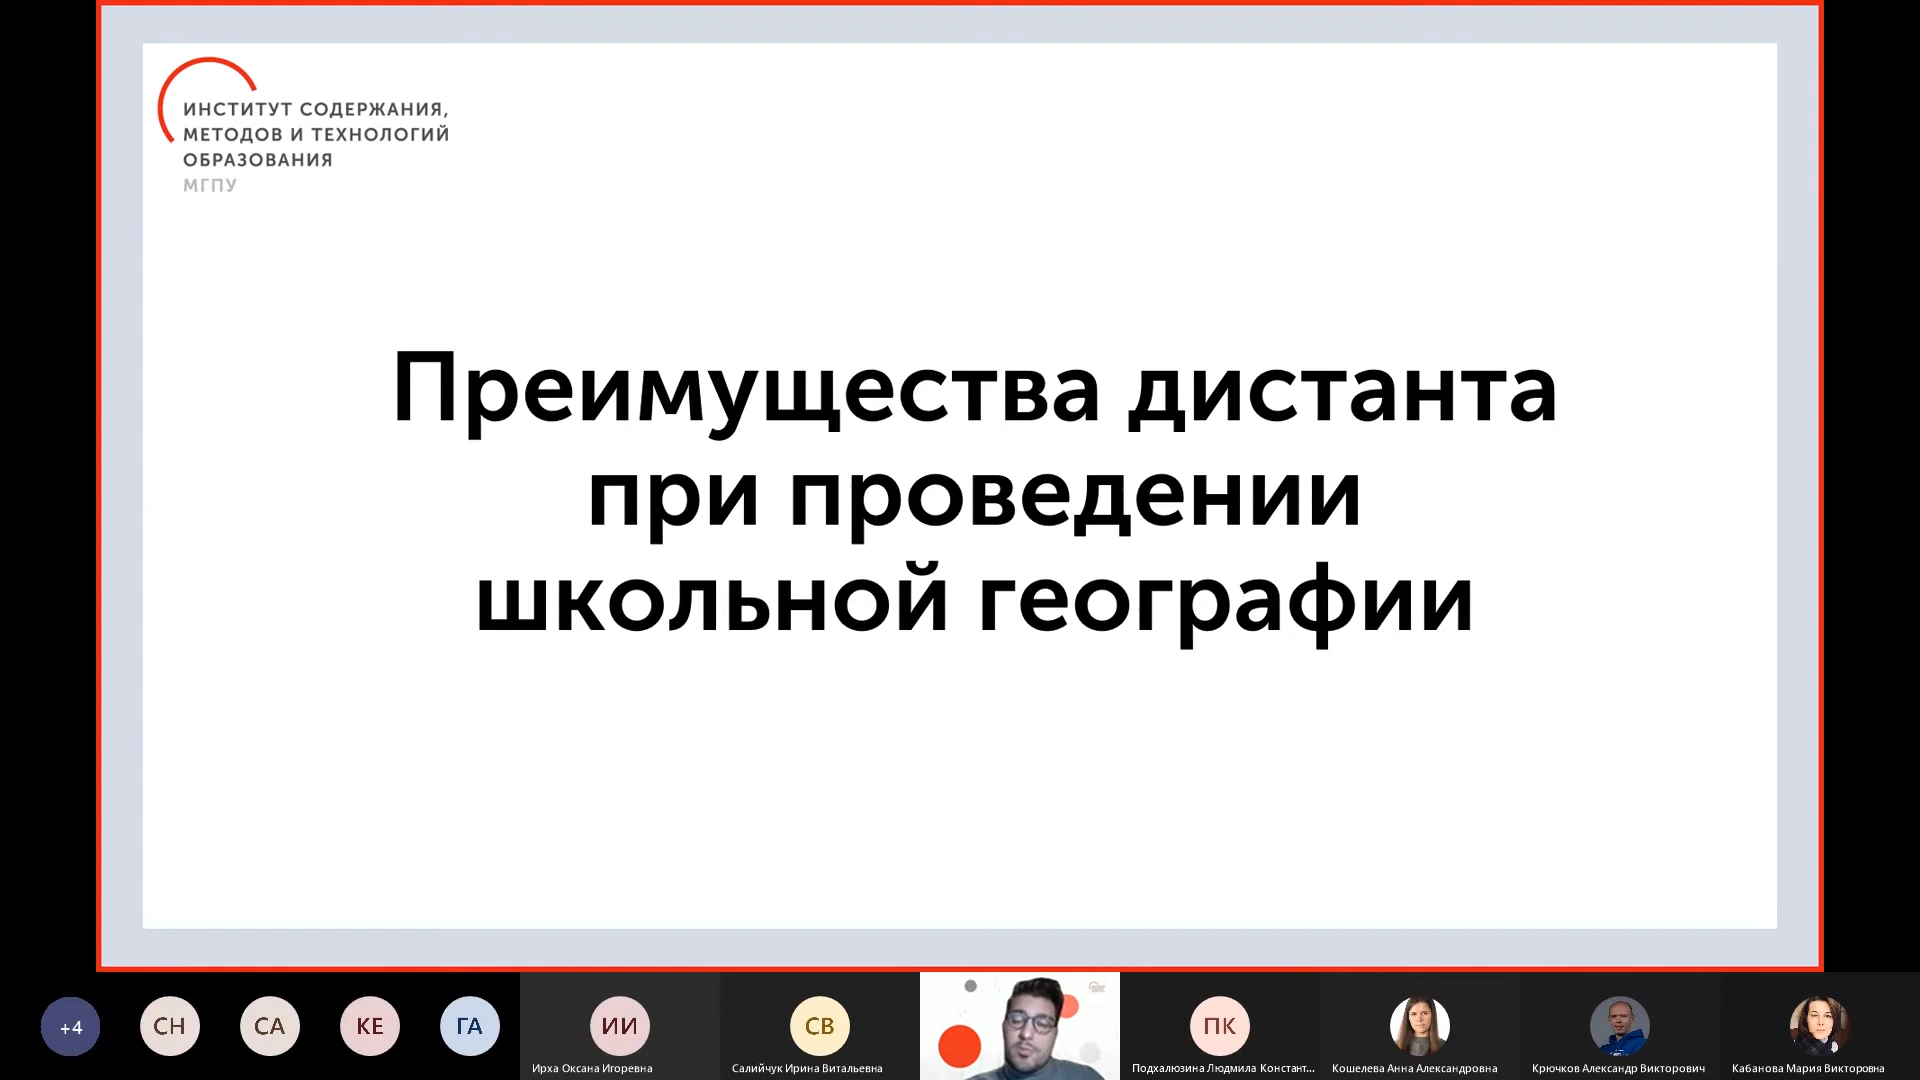 ИНСТИТУТ СОДЕРЖАНИЯ,
МЕТОДОВ И ТЕХНОЛОГИЙ
ОБРАЗОВАНИЯ
МГПУ
Преимущества дистанта
при проведении
школьной географии
+4
СН
СА
КЕ
ГА
ИИ
СВ
ПК
Ирха Оксана Игоревна
Салийчук Ирина Витальевна
Подхалюзина Людмила Констант...
Кошелева Анна Александровна
Крючков Александр Викторович
Кабанова Мария Викторовна